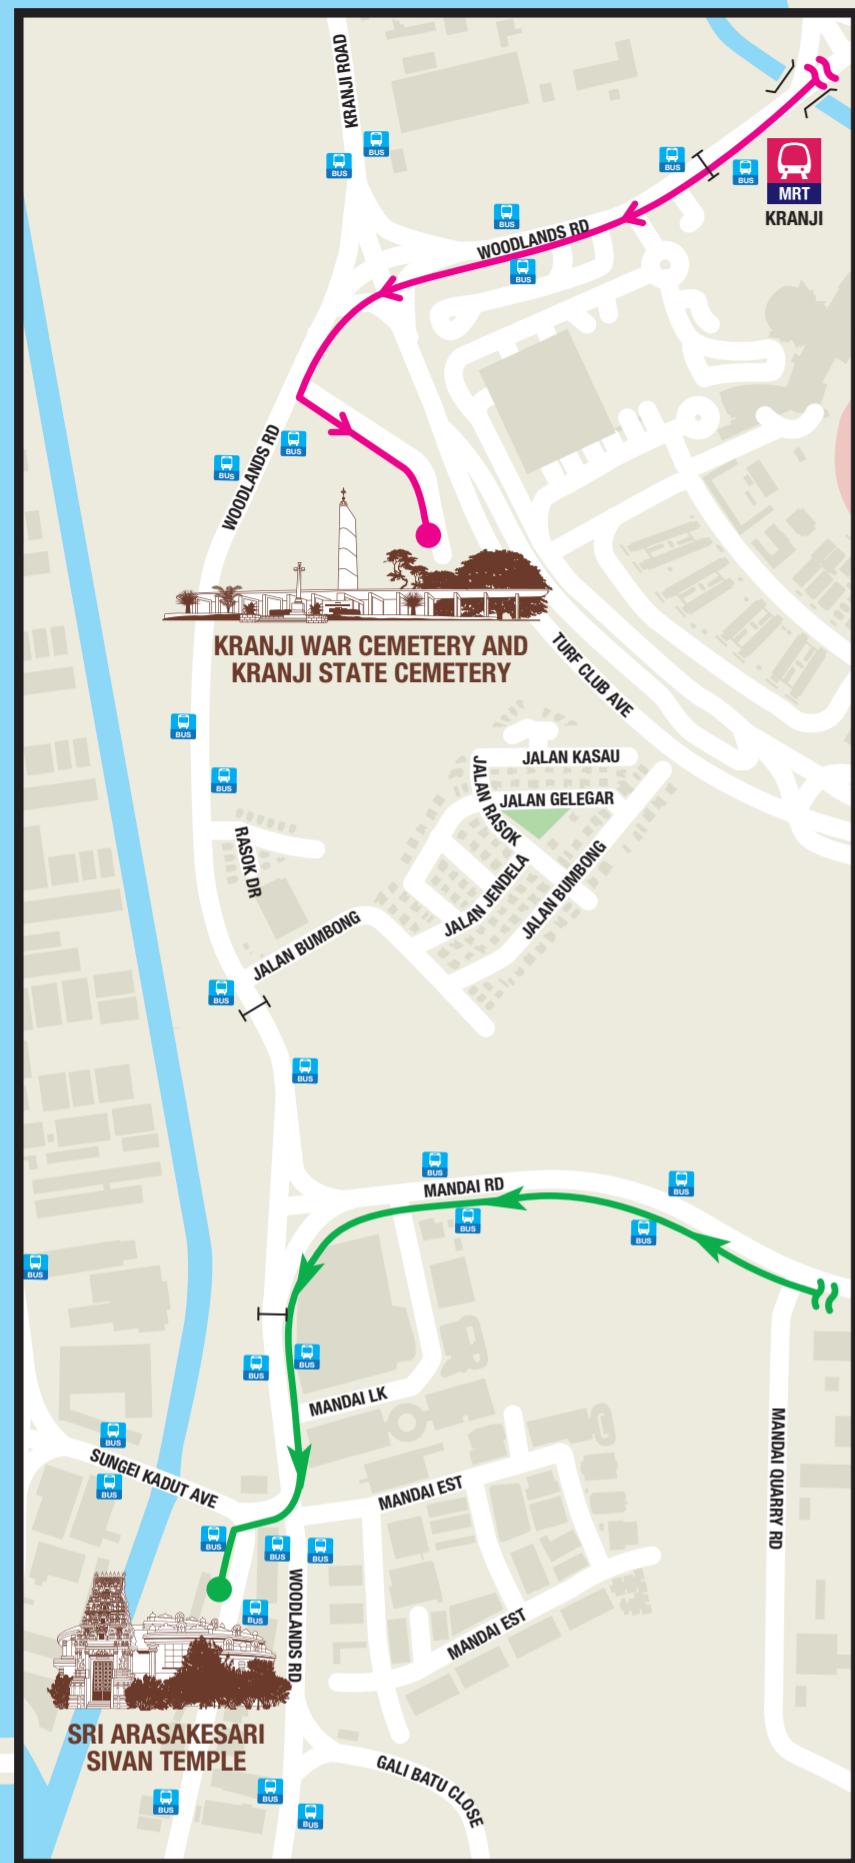 KRANJI ROAD
BUS
BUS
BUS
BUS
MRT
KRANJI
BUS
WOODLANDS RD
BUS
WOODLANDS RD
BUS
BUS
KRANJI WAR CEMETERY AND
KRANJI STATE CEMETERY
TURF CLUB AVE
BUS
BUS
JALAN KASAU
JALAN RASOK
JALAN GELEGAR
RASOK DR
JALAN JENDELA
JALAN BUMBONG
JALAN BUMBONG
BUS
BUS
BUS
MANDAI RD
BUS
BUS
BUS
BUS
BUS
BUS
MANDAI LK
MANDAI QUARRY RD
BUS
SUNGEI KADUT AVE
BUS
MANDAI EST
BUS
BUS
BUS
WOODLANDS RD
BUS
MANDAI EST
SRI ARASAKESARI
SIVAN TEMPLE
GALI BATU CLOSE
BUS
BUS
BUS